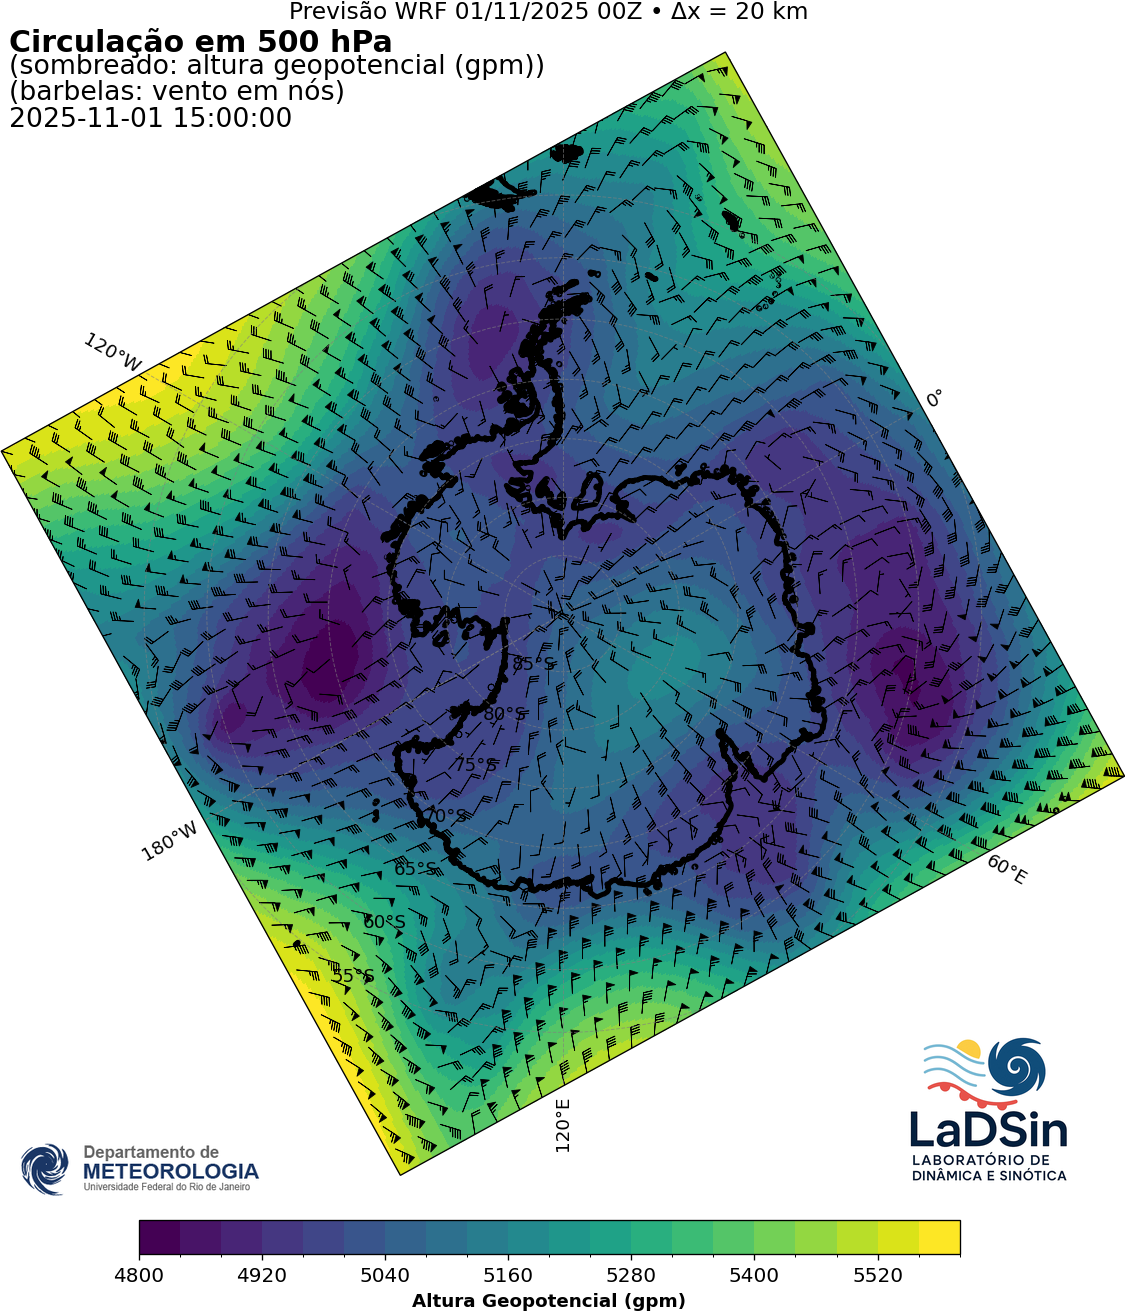 Previsão WRF 01/11/2025 00Z • Δx = 20 km
Circulação em 500 hPa
(sombreado: altura geopotencial (gpm))
(barbelas: vento em nós)
2025-11-01 15:00:00
120°W
0°
85°S
80°S
75°S
70°S
180°W
65°S
60°E
60°S
55°S
120°E
LaDSin
LABORATÓRIO DE
DINÂMICA E SINÓTICA
Departamento de
METEOROLOGIA
Universidade Federal do Rio de Janeiro
4800 4920 5040 5160 5280 5400 5520
Altura Geopotencial (gpm)